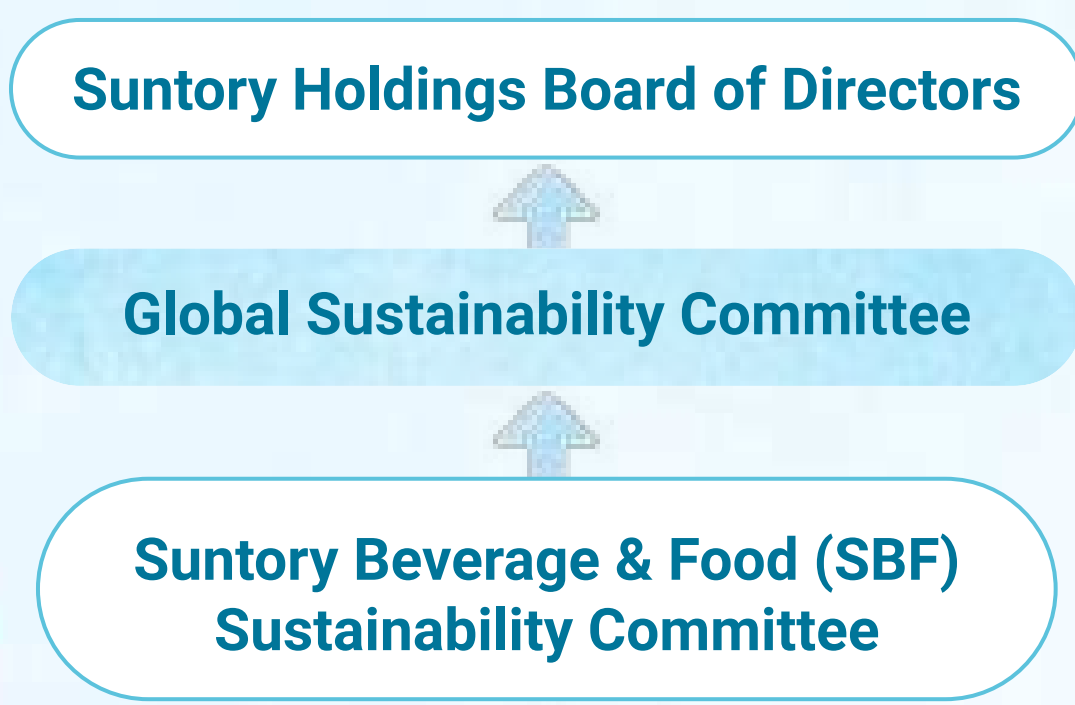 Suntory Holdings Board of Directors
Global Sustainability Committee
Suntory Beverage & Food (SBF)
Sustainability Committee